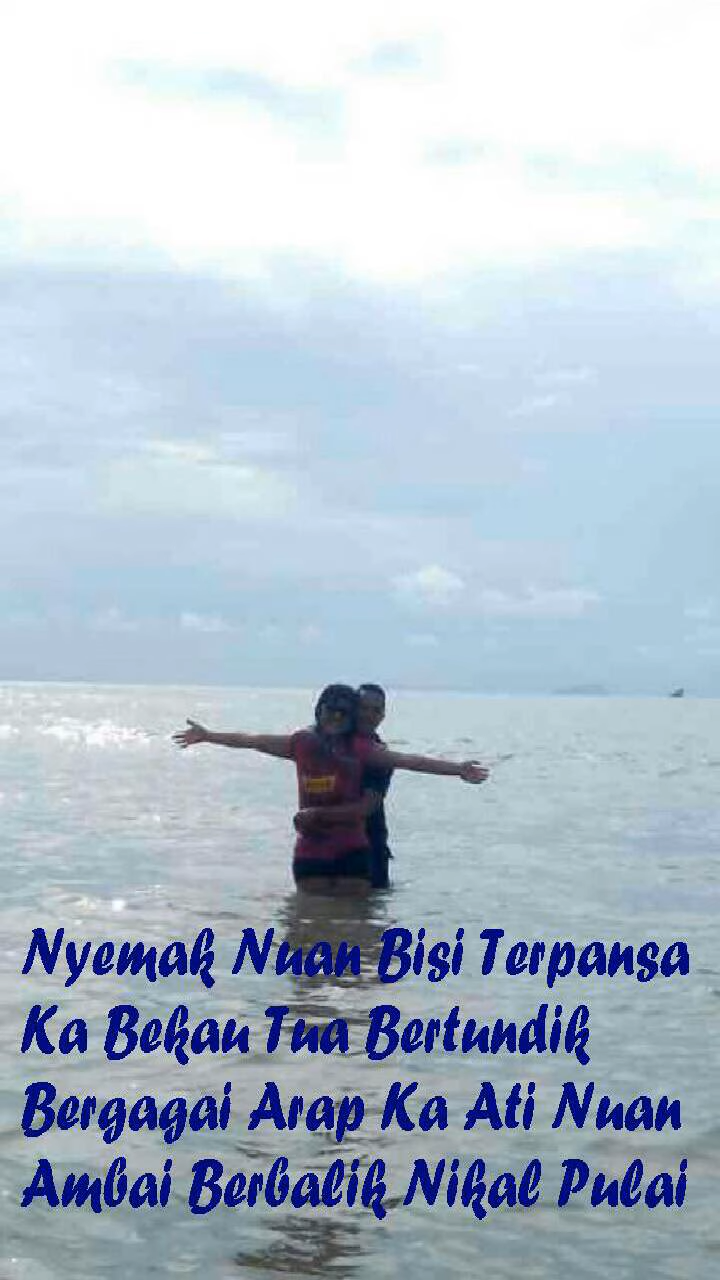 Nyemak Nuan Bisi Terpansa
Ka Bekau Tua Bertundik
Bergagai Arap Ka Ati Nuan
Ambai Berbalik Nikal Pulai